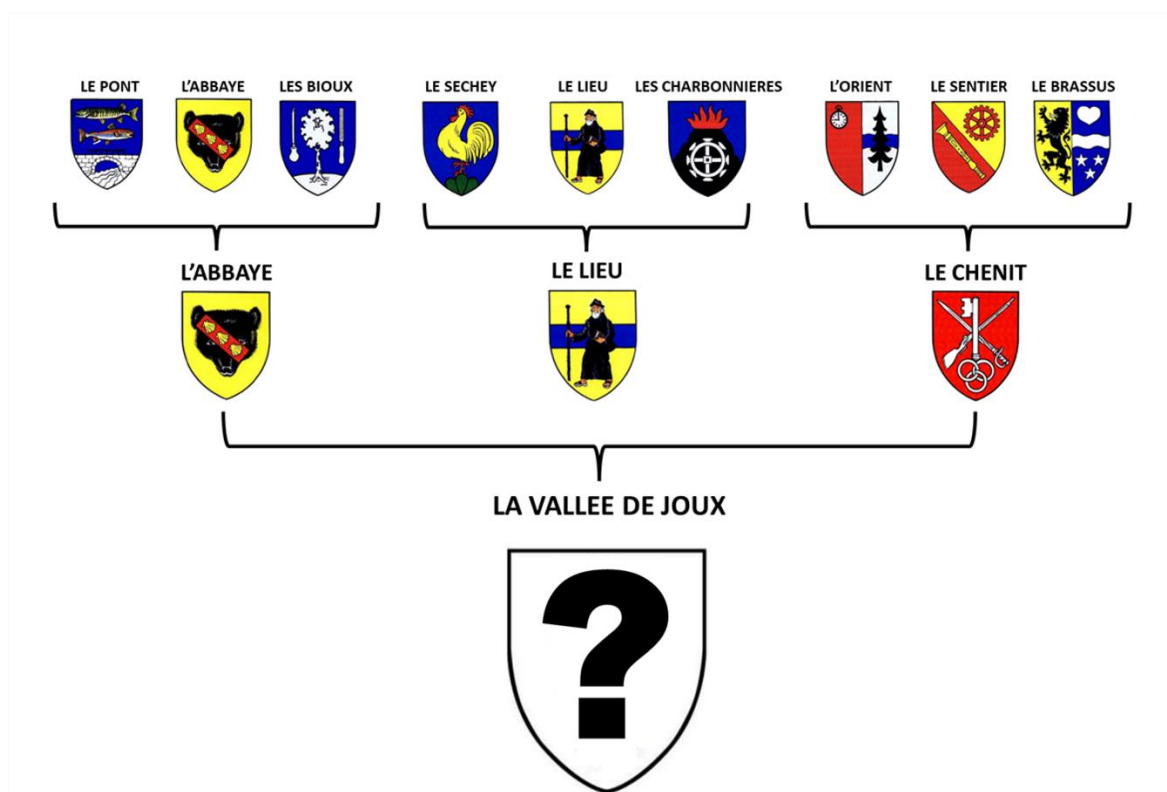 LE PONT
L'ABBAYE
LES BIOUX
LE SECHEY
LE LIEU
LES CHARBONNIERES
L'ORIENT
LE SENTIER
LE BRASSUS
L'ABBAYE
LE LIEU
LE CHENIT
LA VALLEE DE JOUX
?